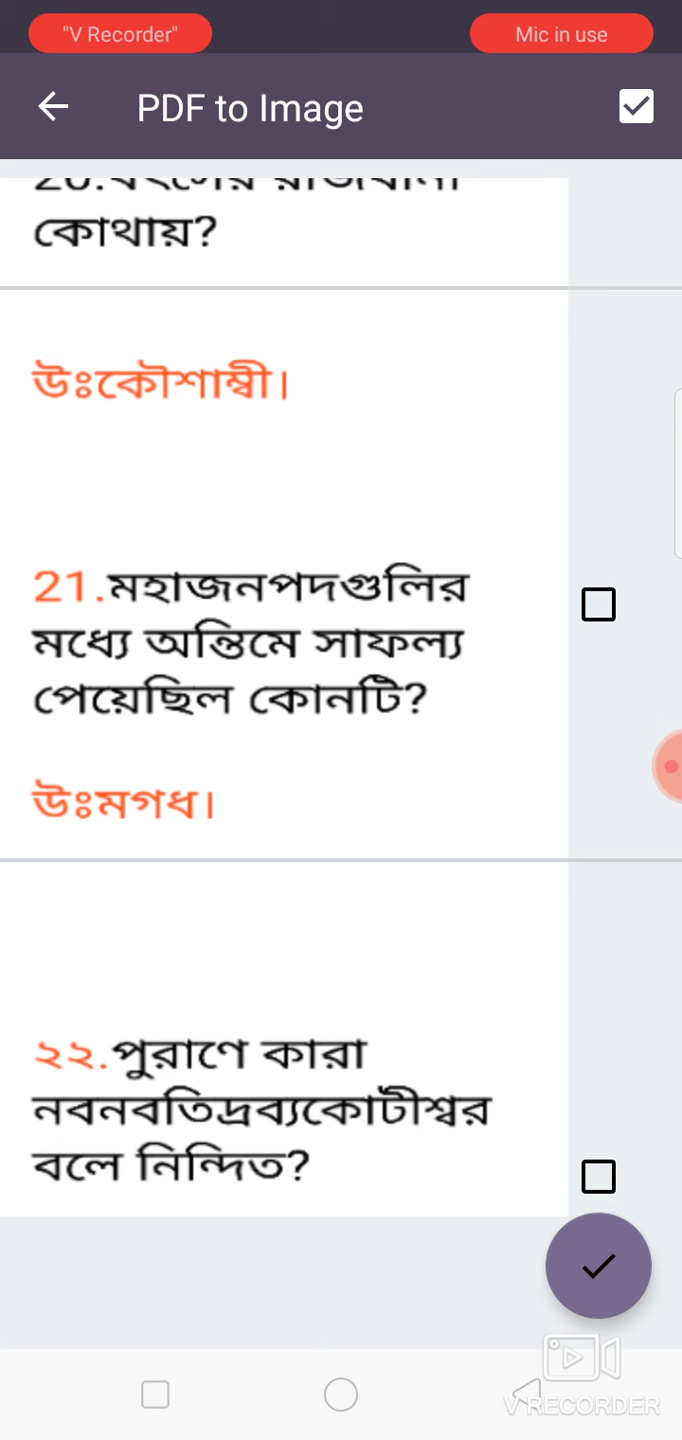 "V Recorder"
Mic in use
PDF to Image
কোথায়?
উঃকৌশাম্বী।
21.মহাজনপদগুলির
মধ্যে অন্তিমে সাফল্য
পেয়েছিল কোনটি?
উঃমগধ।
২২.পুরাণে কারা
নবনবতিদ্রব্যকোটীশ্বর
বলে নিন্দিত?
V RECORDER